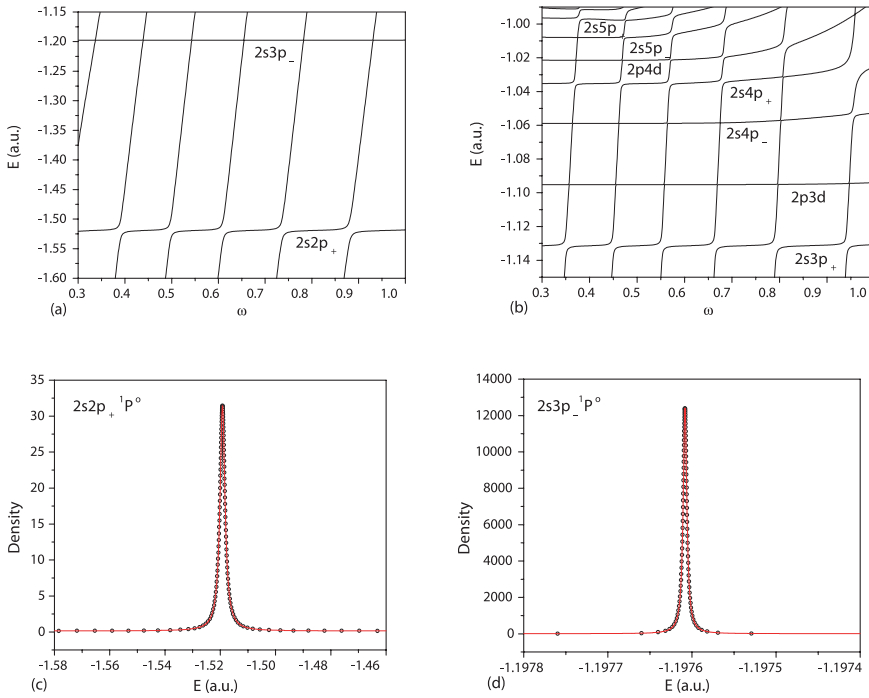 -1.15
-1.20
-1.25
-1.30
-1.35
-1.40
-1.45
-1.50
-1.55
-1.60
E (a.u.)
2s3p₋
2s2p₊
0.3 0.4 0.5 0.6 0.7 0.8 0.9 1.0
ω
(a)
-1.00
-1.02
-1.04
-1.06
-1.08
-1.10
-1.12
-1.14
E (a.u.)
2s5p
2s5p₋
2p4d
2s4p₊
2s4p₋
2p3d
2s3p₊
0.3 0.4 0.5 0.6 0.7 0.8 0.9 1.0
ω
(b)
35
30
25
20
15
10
5
0
Density
2s2p₊ ¹Pᵒ
-1.58 -1.54 -1.52 -1.50 -1.48 -1.46
E (a.u.)
(c)
14000
12000
10000
8000
6000
4000
2000
0
Density
2s3p₋ ¹Pᵒ
-1.1978 -1.1977 -1.1976 -1.1975 -1.1974
E (a.u.)
(d)